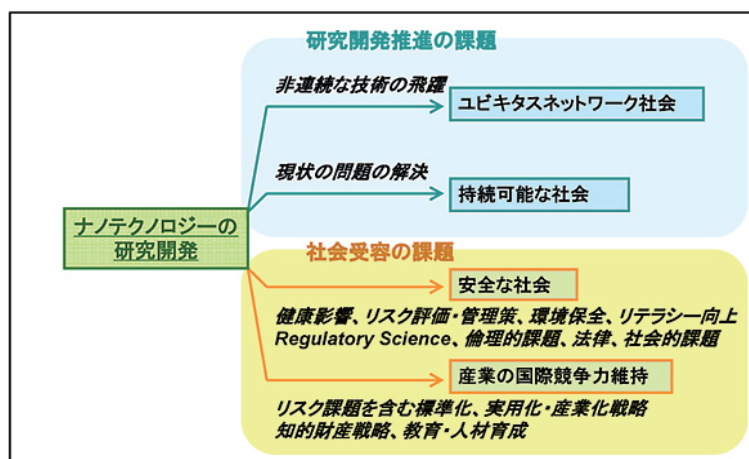 研究開発推進の課題
非連続な技術の飛躍
ユビキタスネットワーク社会
現状の問題の解決
持続可能な社会
ナノテクノロジーの
研究開発
社会受容の課題
安全な社会
健康影響、リスク評価・管理策、環境保全、リテラシー向上
Regulatory Science、倫理的課題、法律、社会的課題
産業の国際競争力維持
リスク課題を含む標準化、実用化・産業化戦略
知的財産戦略、教育・人材育成